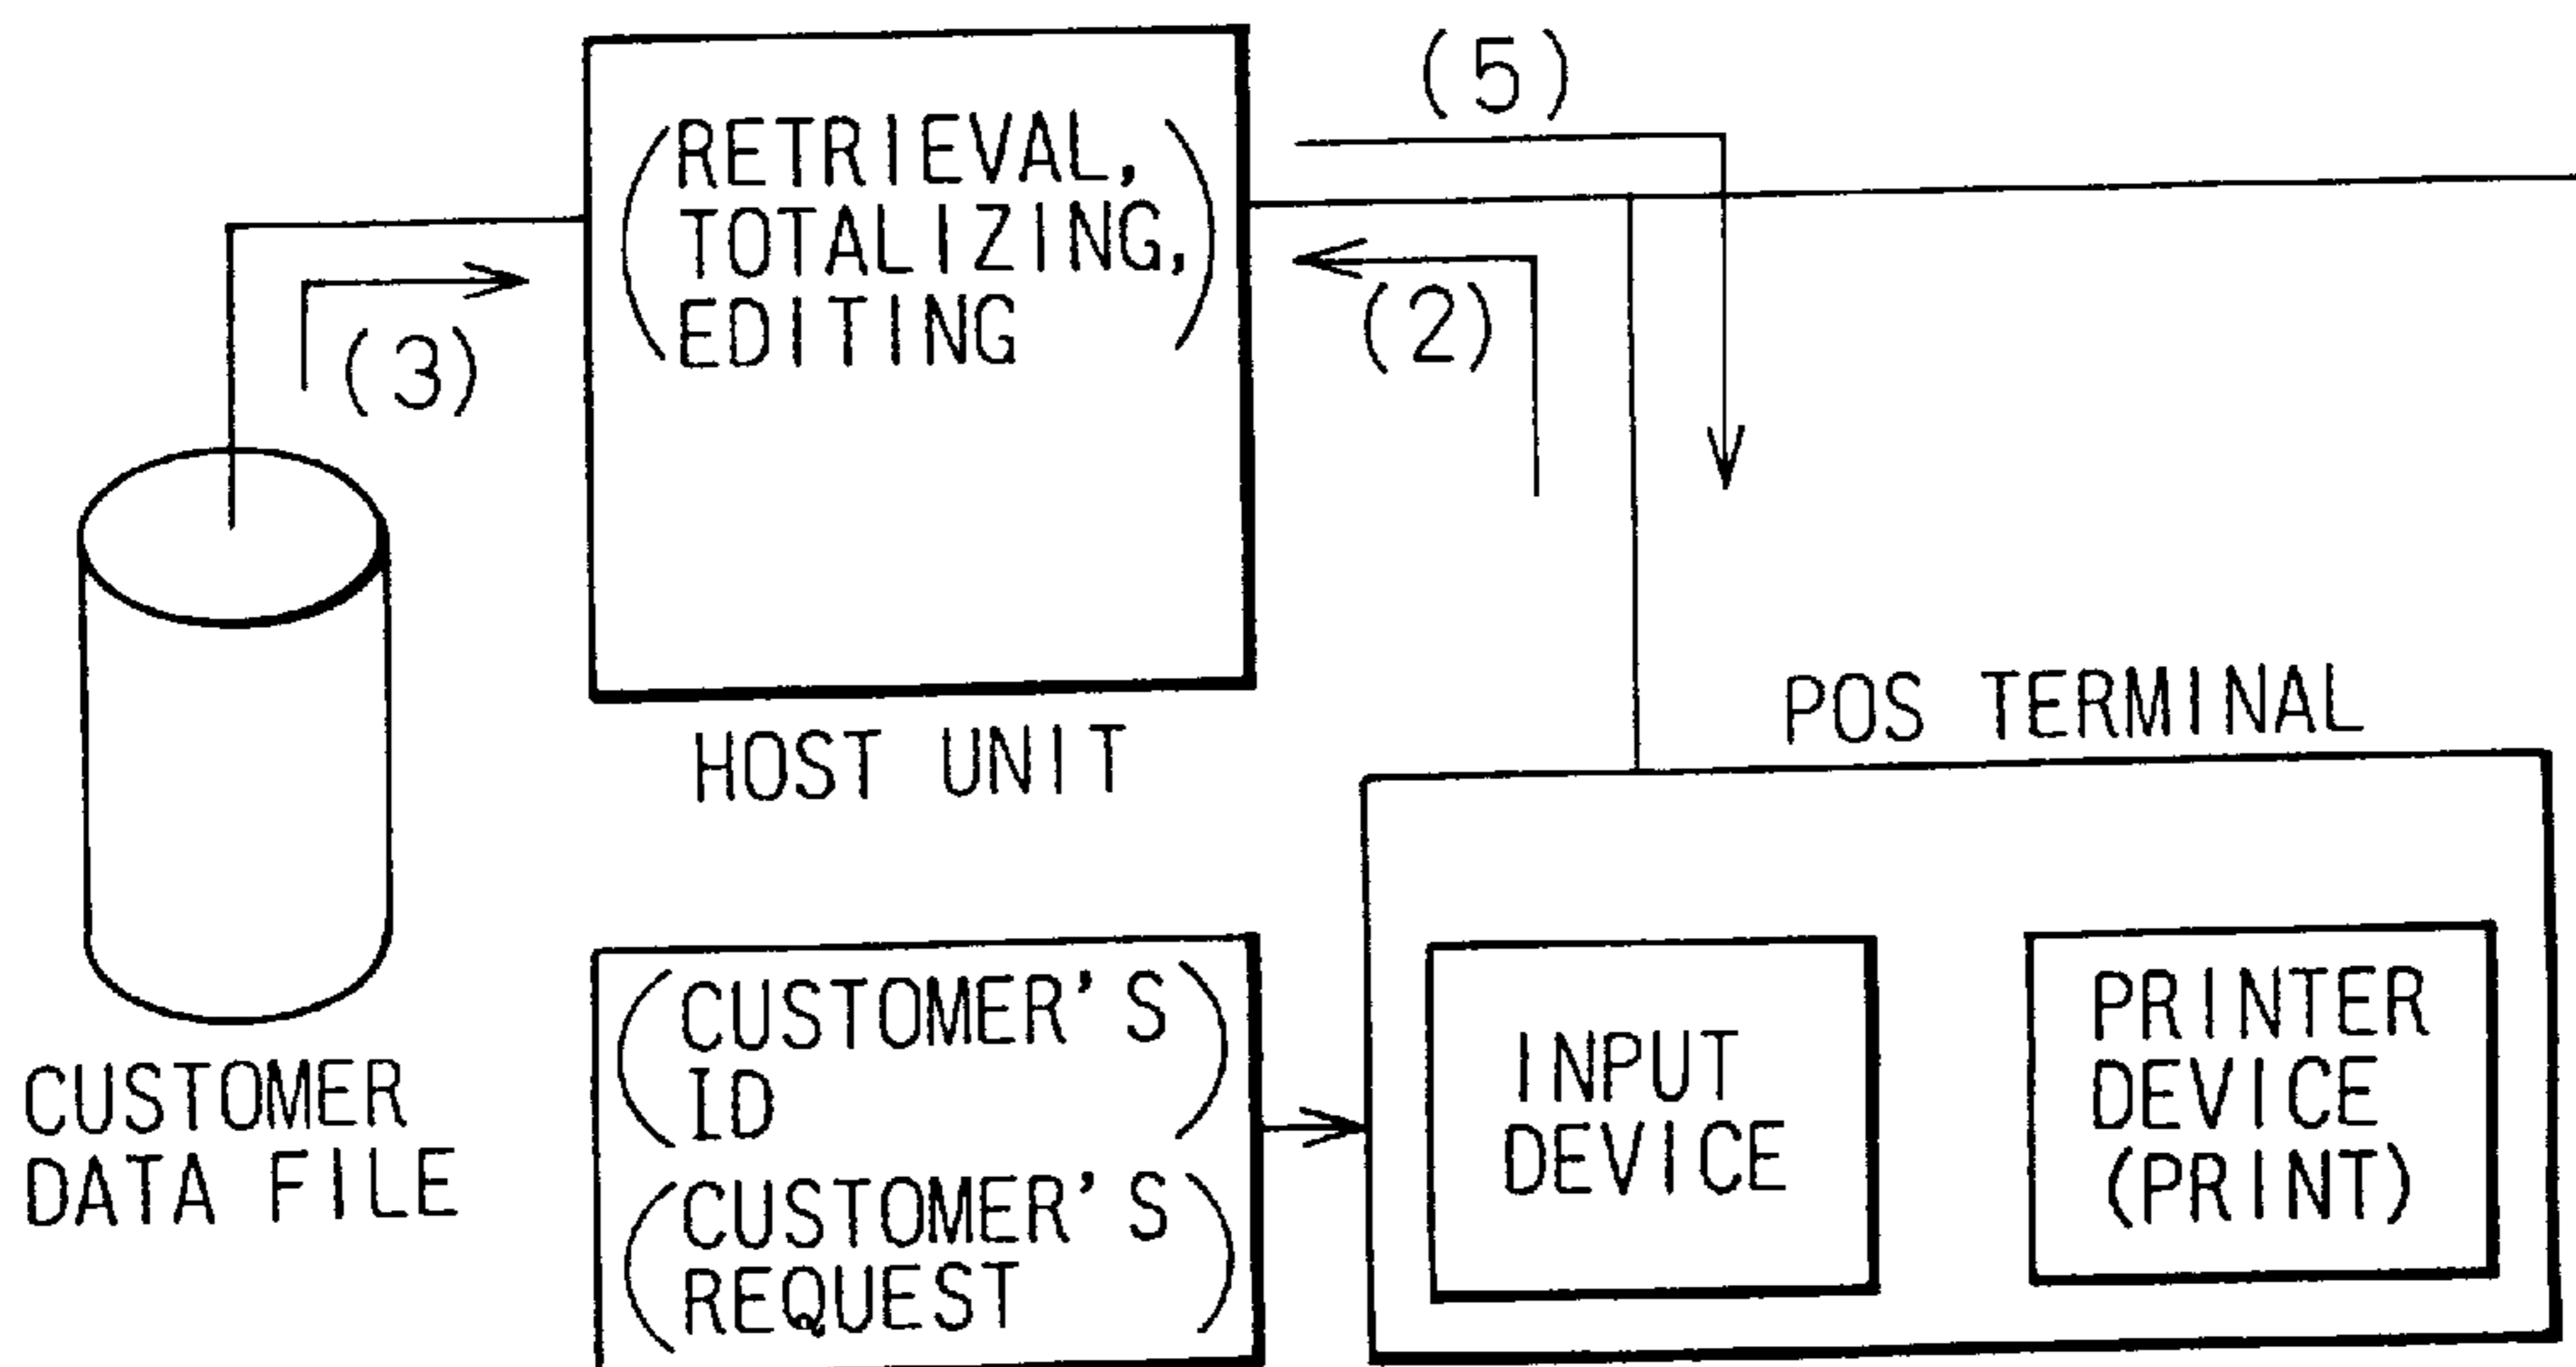 (5)
(RETRIEVAL,
TOTALIZING,
EDITING)
(2)
(3)
HOST UNIT
POS TERMINAL
CUSTOMER
DATA FILE
(CUSTOMER'S
ID)
(CUSTOMER'S
REQUEST)
INPUT
DEVICE
PRINTER
DEVICE
(PRINT)